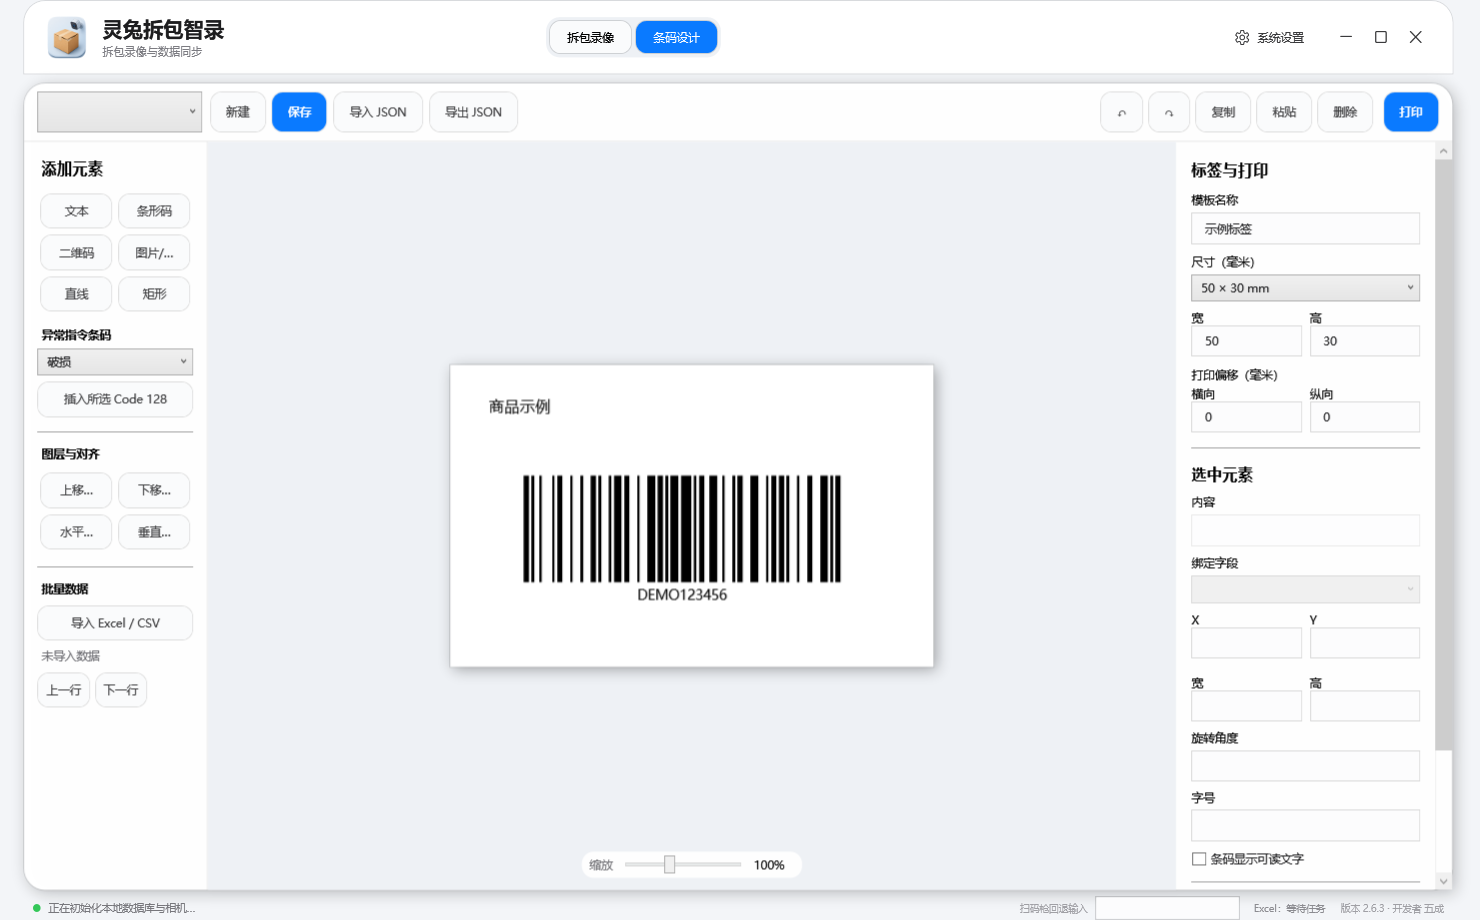 灵兔拆包智录
拆包录像与数据同步
拆包录像 条码设计
系统设置
新建 保存 导入 JSON 导出 JSON
复制 粘贴 删除 打印
添加元素
文本 条形码
二维码 图片/...
直线 矩形
异常指令条码
破损
插入所选 Code 128
图层与对齐
上移... 下移...
水平... 垂直...
批量数据
导入 Excel / CSV
未导入数据
上一行 下一行
商品示例
DEMO123456
缩放 100%
标签与打印
模板名称
示例标签
尺寸（毫米）
50 × 30 mm
宽 高
50 30
打印偏移（毫米）
横向 纵向
0 0
选中元素
内容
绑定字段
X Y
宽 高
旋转角度
字号
条码显示可读文字
正在初始化本地数据库与相机...
扫码枪回退输入
Excel：等待任务
版本 2.6.3 · 开发者 五成